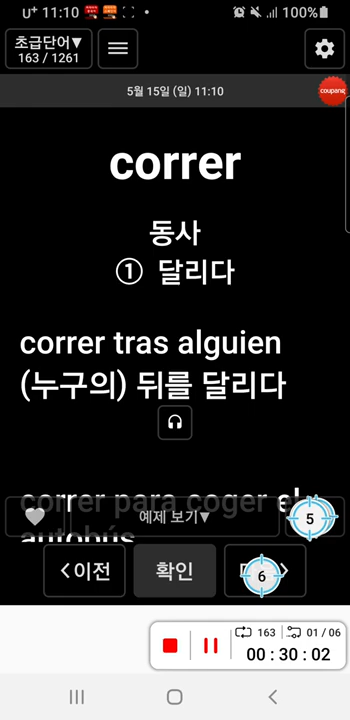 U+ 11:10 100%
초급단어▼
163 / 1261
5월 15일 (일) 11:10
coupang
correr
동사
① 달리다
correr tras alguien
(누구의) 뒤를 달리다
correr para coger el
autobús
예제 보기▼
5
<이전
확인
6
>
163 01 / 06
00 : 30 : 02